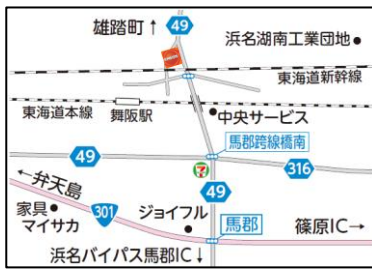 雄踏町↑
49
浜名湖南工業団地
東海道新幹線
東海道本線
舞阪駅
中央サービス
49
馬郡跨線橋南
316
7
←弁天島
49
家具
マイサカ
301
ジョイフル
馬郡
篠原IC→
浜名バイパス馬郡IC↓